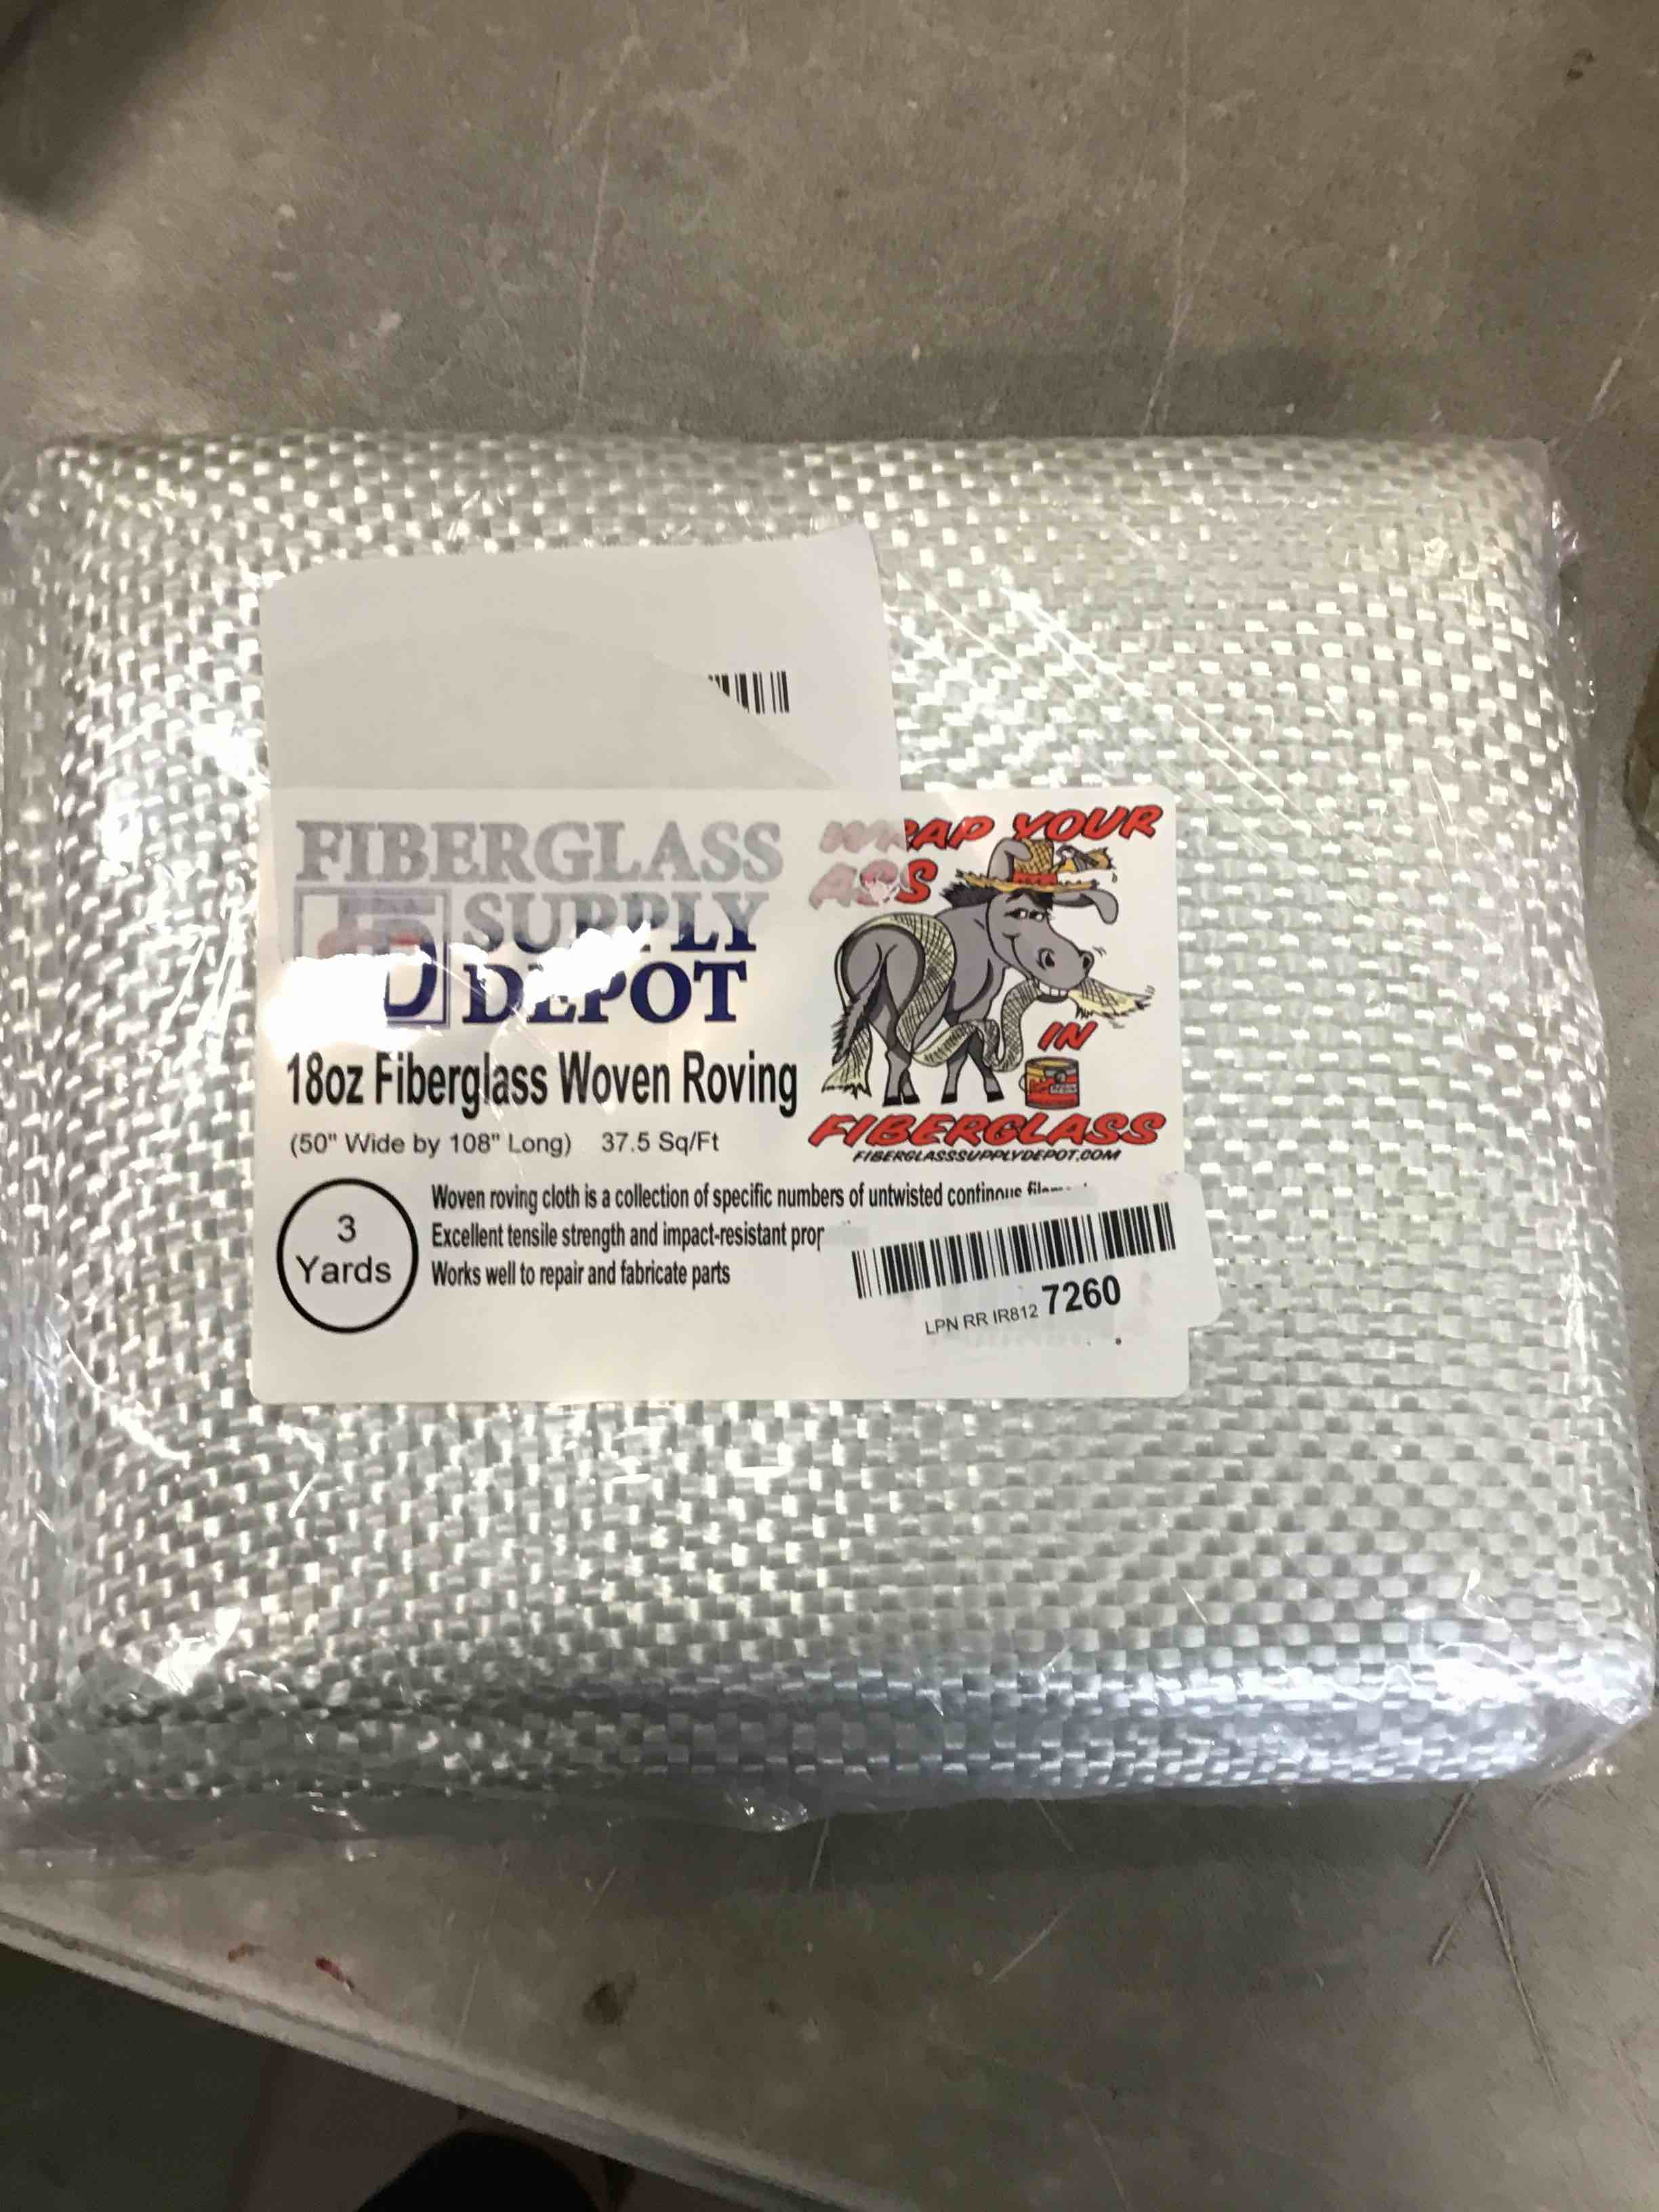 FIBERGLASS
SUPPLY
DEPOT
WRAP YOUR
ASS
IN
FIBERGLASS
FIBERGLASSSUPPLYDEPOT.COM
18oz Fiberglass Woven Roving
(50" Wide by 108" Long) 37.5 Sq/Ft
3
Yards
Woven roving cloth is a collection of specific numbers of untwisted continous
Excellent tensile strength and impact-resistant
Works well to repair and fabricate parts
LPN RR IR812 7260